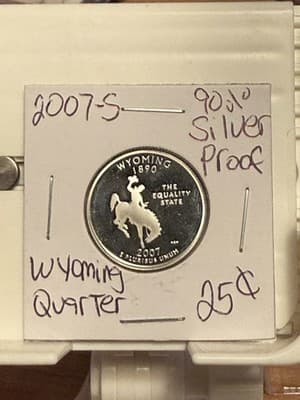 2007-S
90%
Silver
Proof
WYOMING
1890
THE
EQUALITY
STATE
2007
E PLURIBUS UNUM
Wyoming
Quarter
25¢